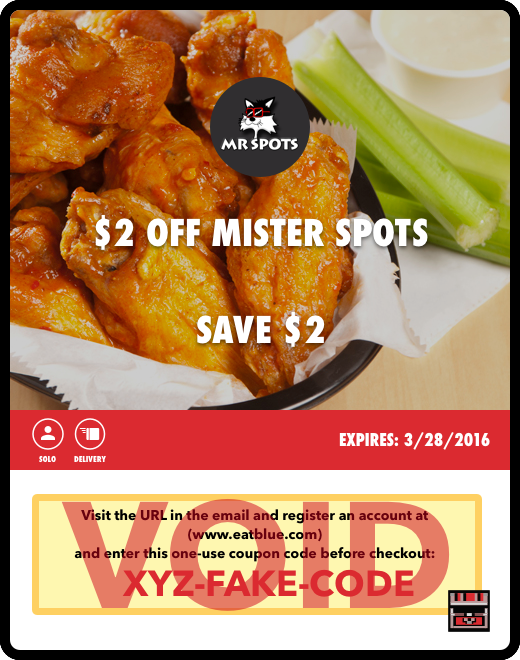 MR SPOTS
$2 OFF MISTER SPOTS
SAVE $2
SOLO
DELIVERY
EXPIRES: 3/28/2016
VOID
Visit the URL in the email and register an account at
(www.eatblue.com)
and enter this one-use coupon code before checkout:
XYZ-FAKE-CODE